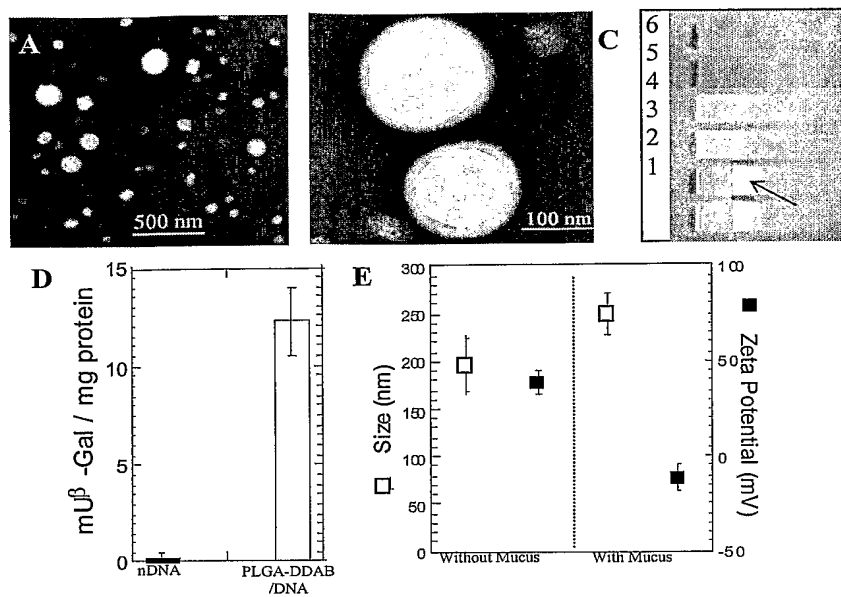 A
500 nm
100 nm
C
6
5
4
3
2
1
D
mUβ -Gal / mg protein
15
10
5
0
nDNA
PLGA-DDAB
/DNA
E
Size (nm)
300
250
200
150
100
50
0
Without Mucus
With Mucus
100
50
0
-50
Zeta Potential (mV)